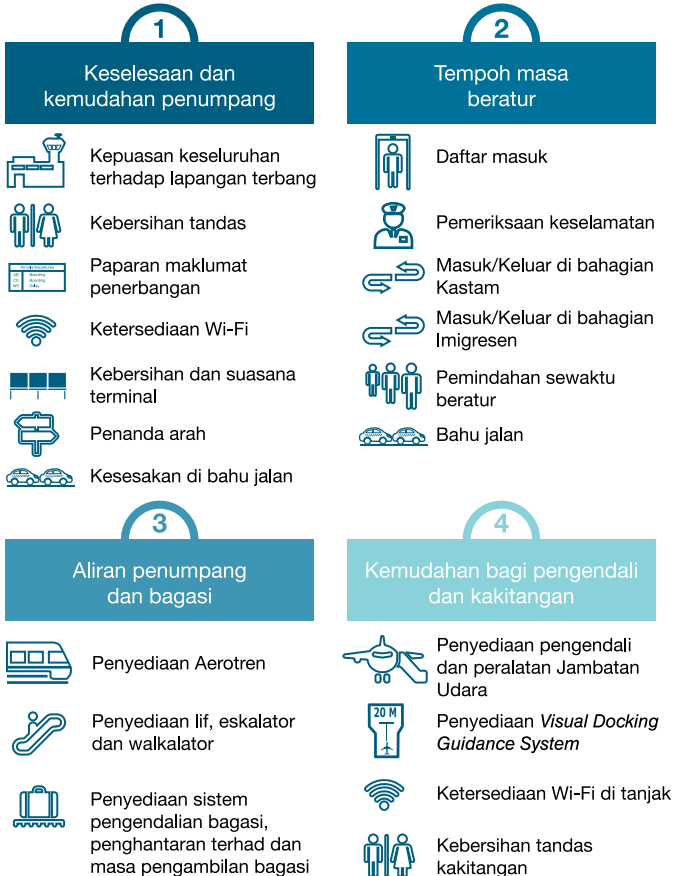 1
Keselesaan dan
kemudahan penumpang
Kepuasan keseluruhan
terhadap lapangan terbang
Kebersihan tandas
Paparan maklumat
penerbangan
Ketersediaan Wi-Fi
Kebersihan dan suasana
terminal
Penanda arah
Kesesakan di bahu jalan
2
Tempoh masa
beratur
Daftar masuk
Pemeriksaan keselamatan
Masuk/Keluar di bahagian
Kastam
Masuk/Keluar di bahagian
Imigresen
Pemindahan sewaktu
beratur
Bahu jalan
3
Aliran penumpang
dan bagasi
Penyediaan Aerotren
Penyediaan lif, eskalator
dan walkalator
Penyediaan sistem
pengendalian bagasi,
penghantaran terhad dan
masa pengambilan bagasi
4
Kemudahan bagi pengendali
dan kakitangan
Penyediaan pengendali
dan peralatan Jambatan
Udara
20 M
Penyediaan Visual Docking
Guidance System
Ketersediaan Wi-Fi di tanjak
Kebersihan tandas
kakitangan